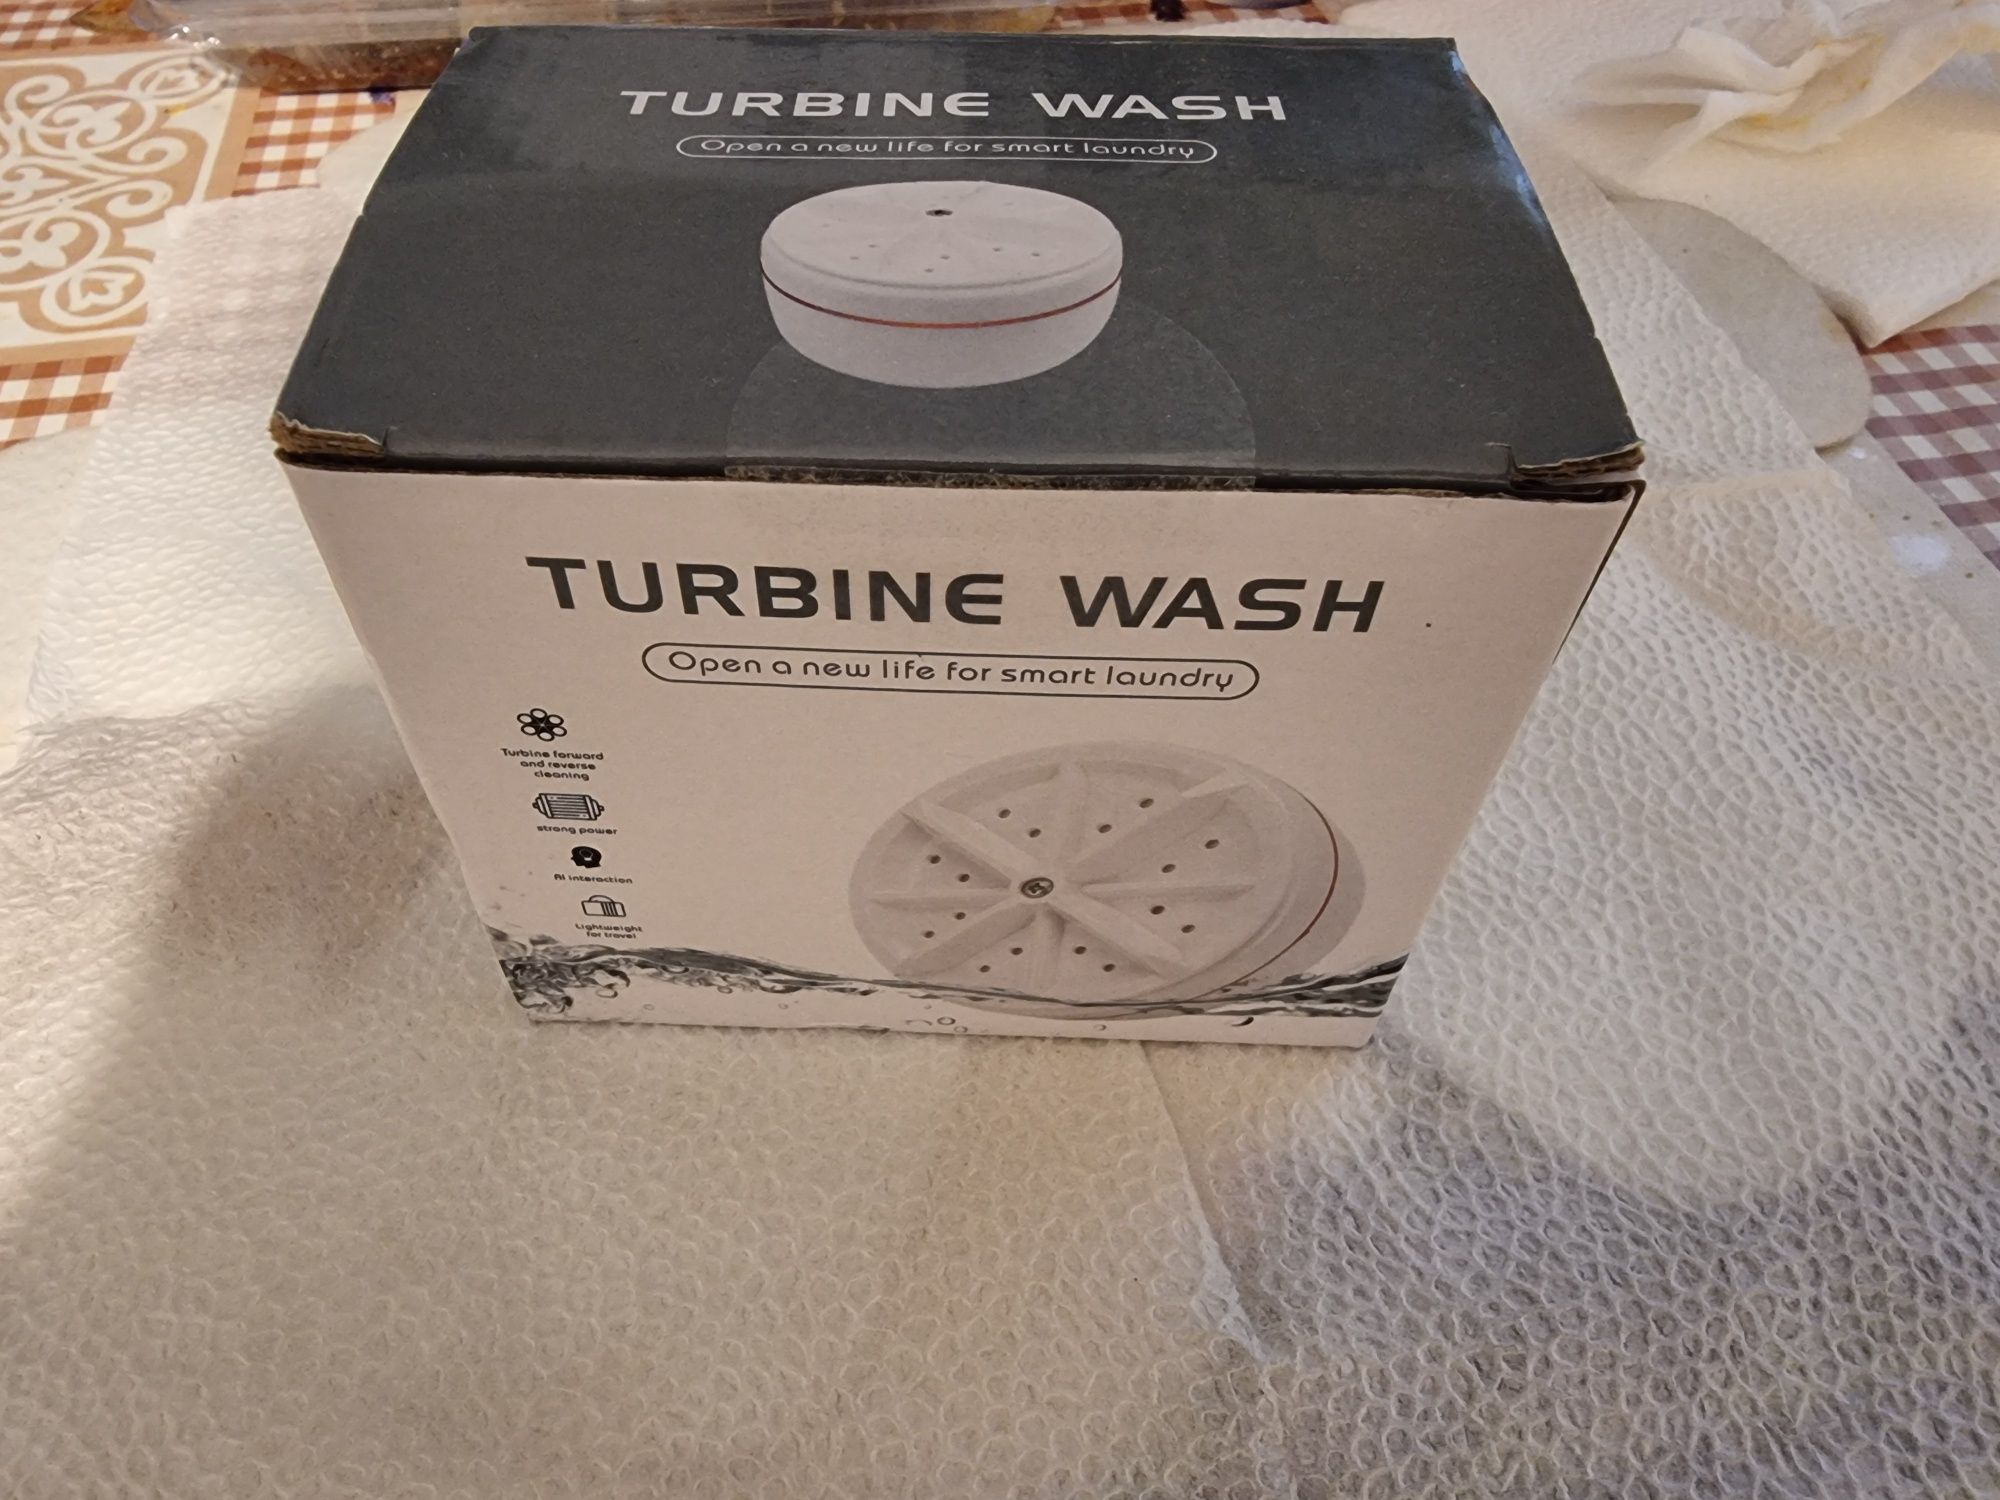 TURBINE WASH
Open a new life for smart laundry
TURBINE WASH
Open a new life for smart laundry
Turbine forward
and reverse
cleaning
strong power
AI interaction
Lightweight
for travel